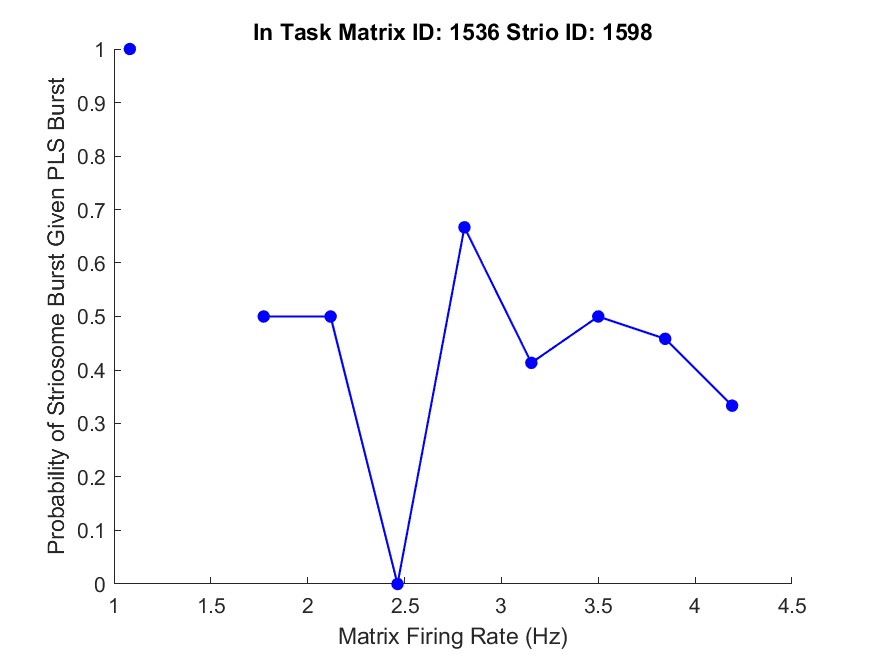 In Task Matrix ID: 1536 Strio ID: 1598
Probability of Striosome Burst Given PLS Burst
1
0.9
0.8
0.7
0.6
0.5
0.4
0.3
0.2
0.1
0
1 1.5 2 2.5 3 3.5 4 4.5
Matrix Firing Rate (Hz)